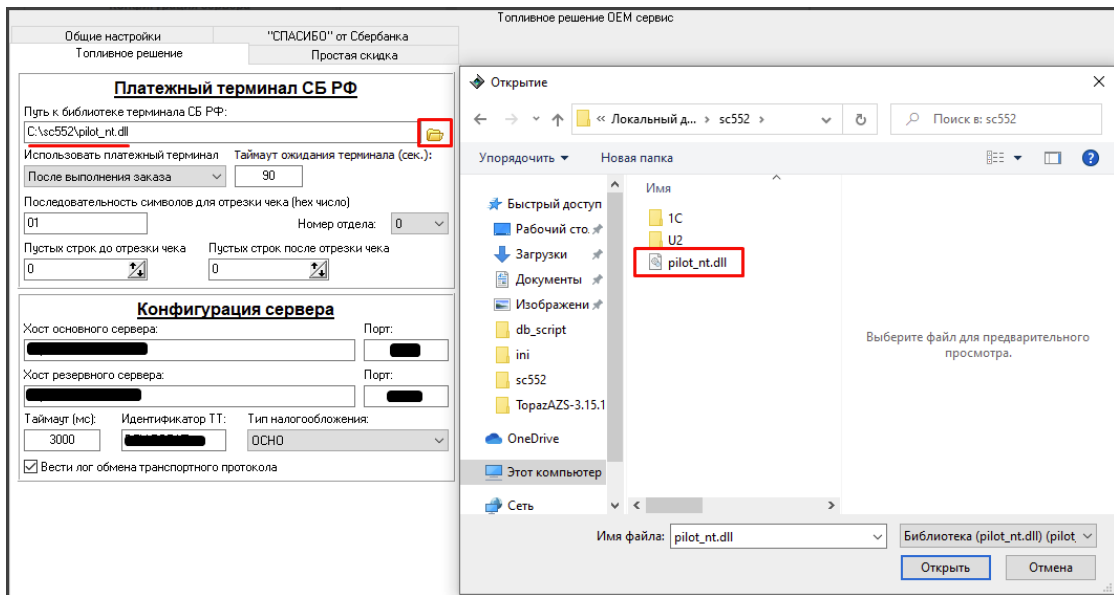 Топливное решение OEM сервис
Общие настройки
"СПАСИБО" от Сбербанка
Топливное решение
Простая скидка
Платежный терминал СБ РФ
Путь к библиотеке терминала СБ РФ:
C:\sc552\pilot_nt.dll
Использовать платежный терминал
Таймаут ожидания терминала (сек.):
После выполнения заказа
90
Последовательность символов для отрезки чека (hex число)
01
Номер отдела:
0
Пустых строк до отрезки чека
Пустых строк после отрезки чека
0
0
Конфигурация сервера
Хост основного сервера:
Порт:
Хост резервного сервера:
Порт:
Таймаут (мс):
Идентификатор ТТ:
Тип налогообложения:
3000
ОСНО
Вести лог обмена транспортного протокола
Открытие
« Локальный д... › sc552 ›
Поиск в: sc552
Упорядочить
Новая папка
Быстрый доступ
Рабочий сто.
Загрузки
Документы
Изображени
db_script
ini
sc552
TopazAZS-3.15.1
OneDrive
Этот компьютер
Сеть
Имя
1C
U2
pilot_nt.dll
Выберите файл для предварительного
просмотра.
Имя файла:
pilot_nt.dll
Библиотека (pilot_nt.dll) (pilot_
Открыть
Отмена